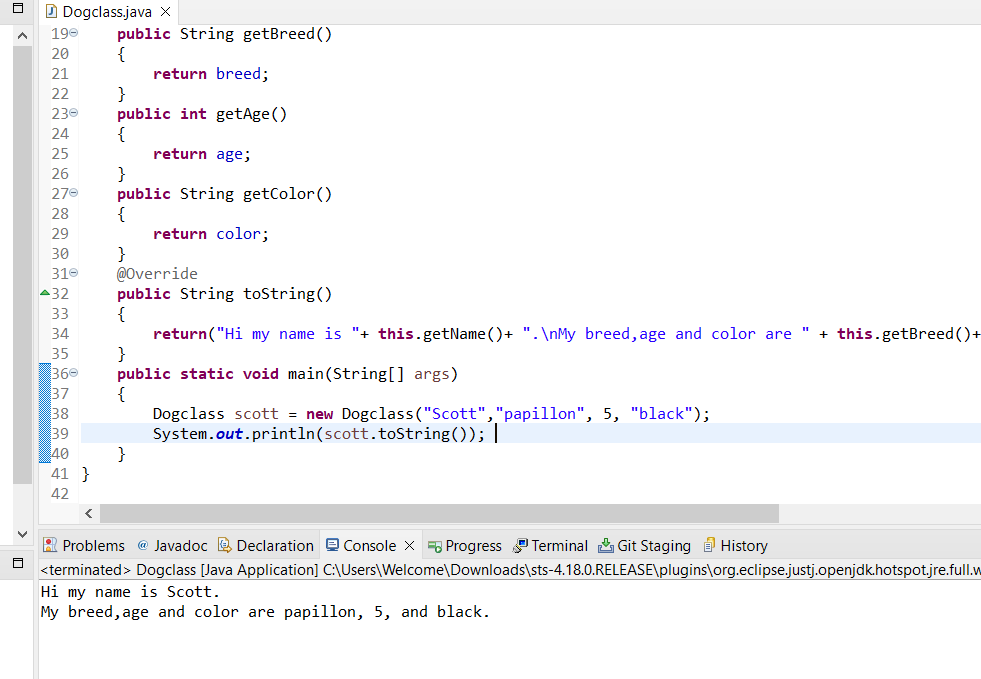 Dogclass.java
19 public String getBreed()
20 {
21 return breed;
22 }
23 public int getAge()
24 {
25 return age;
26 }
27 public String getColor()
28 {
29 return color;
30 }
31 @Override
32 public String toString()
33 {
34 return("Hi my name is "+ this.getName()+ ".\nMy breed,age and color are " + this.getBreed()+
35 }
36 public static void main(String[] args)
37 {
38 Dogclass scott = new Dogclass("Scott","papillon", 5, "black");
39 System.out.println(scott.toString());
40 }
41 }
42
Problems @ Javadoc Declaration Console Progress Terminal Git Staging History
<terminated> Dogclass [Java Application] C:\Users\Welcome\Downloads\sts-4.18.0.RELEASE\plugins\org.eclipse.justj.openjdk.hotspot.jre.full.w
Hi my name is Scott.
My breed,age and color are papillon, 5, and black.